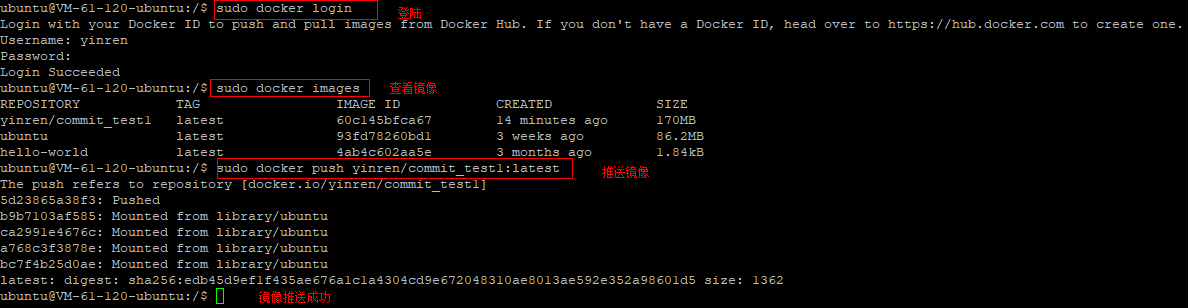 ubuntu@VM-61-120-ubuntu:/$ sudo docker login 登陆
Login with your Docker ID to push and pull images from Docker Hub. If you don't have a Docker ID, head over to https://hub.docker.com to create one.
Username: yinren
Password:
Login Succeeded
ubuntu@VM-61-120-ubuntu:/$ sudo docker images 查看镜像
REPOSITORY TAG IMAGE ID CREATED SIZE
yinren/commit_test1 latest 60c145bfca67 14 minutes ago 170MB
ubuntu latest 93fd78260bd1 3 weeks ago 86.2MB
hello-world latest 4ab4c602aa5e 3 months ago 1.84kB
ubuntu@VM-61-120-ubuntu:/$ sudo docker push yinren/commit_test1:latest 推送镜像
The push refers to repository [docker.io/yinren/commit_test1]
5d23865a38f3: Pushed
b9b7103af585: Mounted from library/ubuntu
ca2991e4676c: Mounted from library/ubuntu
a768c3f3878e: Mounted from library/ubuntu
bc7f4b25d0ae: Mounted from library/ubuntu
latest: digest: sha256:edb45d9ef1f435ae676a1c1a4304cd9e672048310ae8013ae592e352a98601d5 size: 1362
ubuntu@VM-61-120-ubuntu:/$ 镜像推送成功